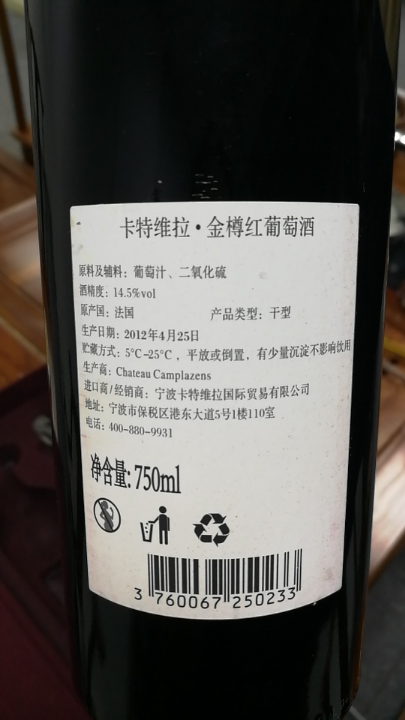 卡特维拉·金樽红葡萄酒
原料及辅料：葡萄汁、二氧化硫
酒精度：14.5%vol
原产国：法国 产品类型：干型
生产日期：2012年4月25日
贮藏方式：5°C-25°C，平放或倒置，有少量沉淀不影响饮用
生产商：Chateau Camplazens
进口商/经销商：宁波卡特维拉国际贸易有限公司
地址：宁波市保税区港东大道5号1楼110室
电话：400-880-9931
净含量：750ml
3 760067 250233